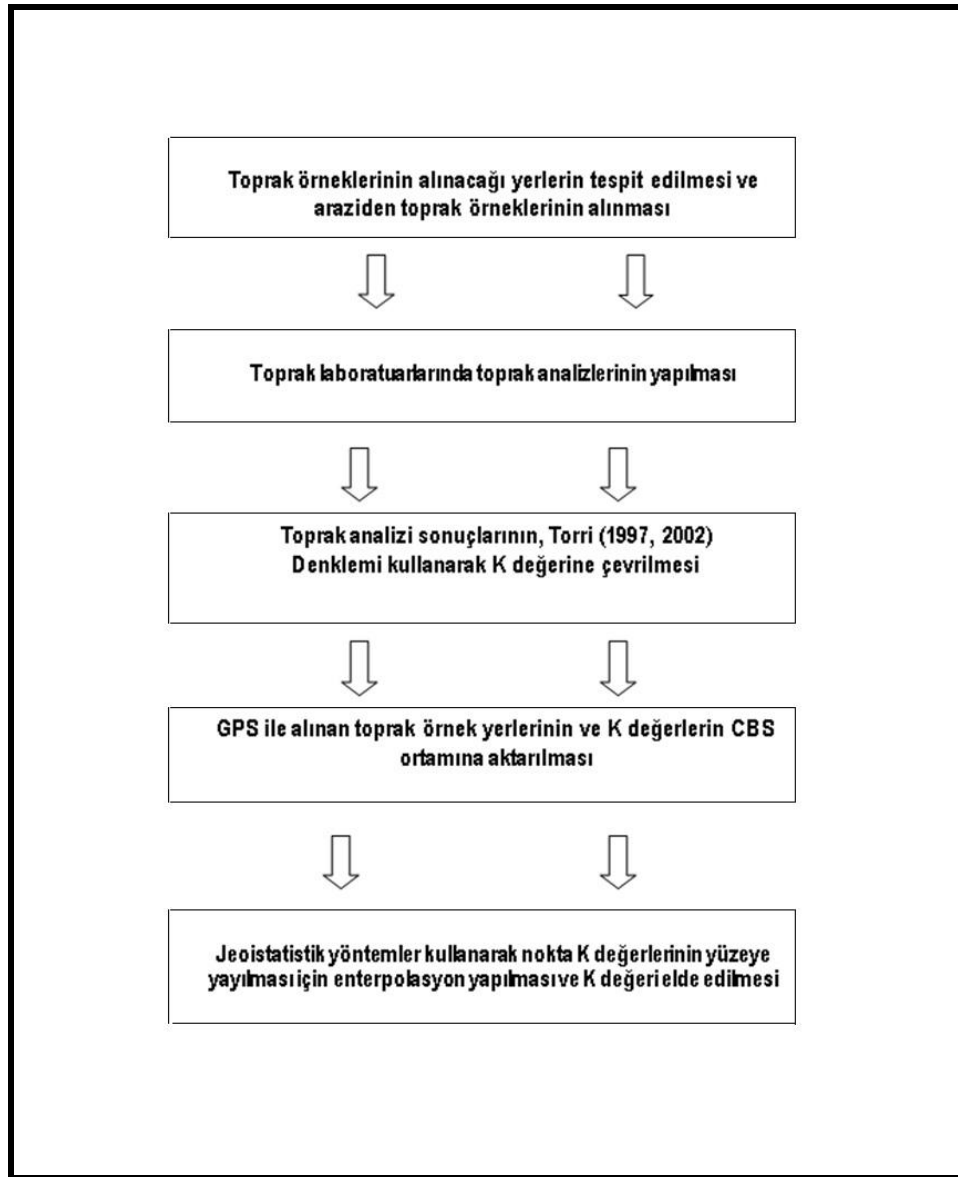 Toprak örneklerinin alınacağı yerlerin tespit edilmesi ve
araziden toprak örneklerinin alınması
Toprak laboratuarlarında toprak analizlerinin yapılması
Toprak analizi sonuçlarının, Torri (1997, 2002)
Denklemi kullanarak K değerine çevrilmesi
GPS ile alınan toprak örnek yerlerinin ve K değerlerin CBS
ortamına aktarılması
Jeoistatistik yöntemler kullanarak nokta K değerlerinin yüzeye
yayılması için enterpolasyon yapılması ve K değeri elde edilmesi